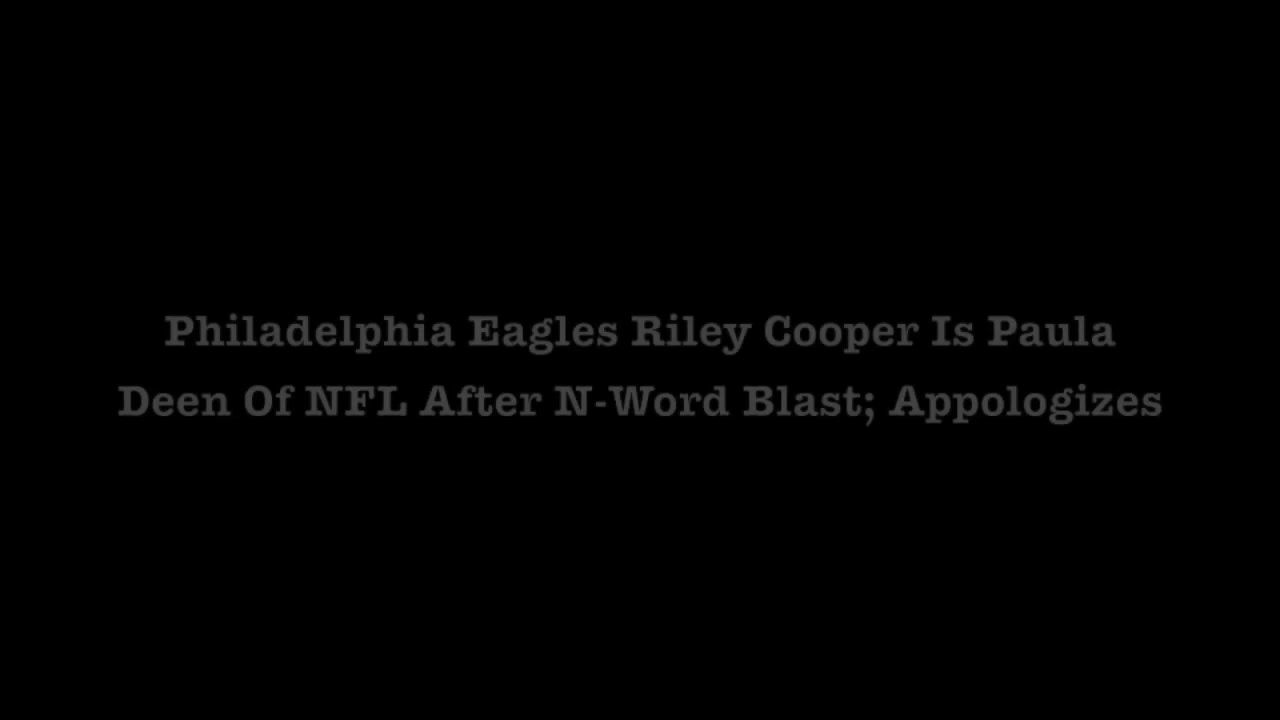 Philadelphia Eagles Riley Cooper Is Paula
Deen Of NFL After N-Word Blast; Appologizes